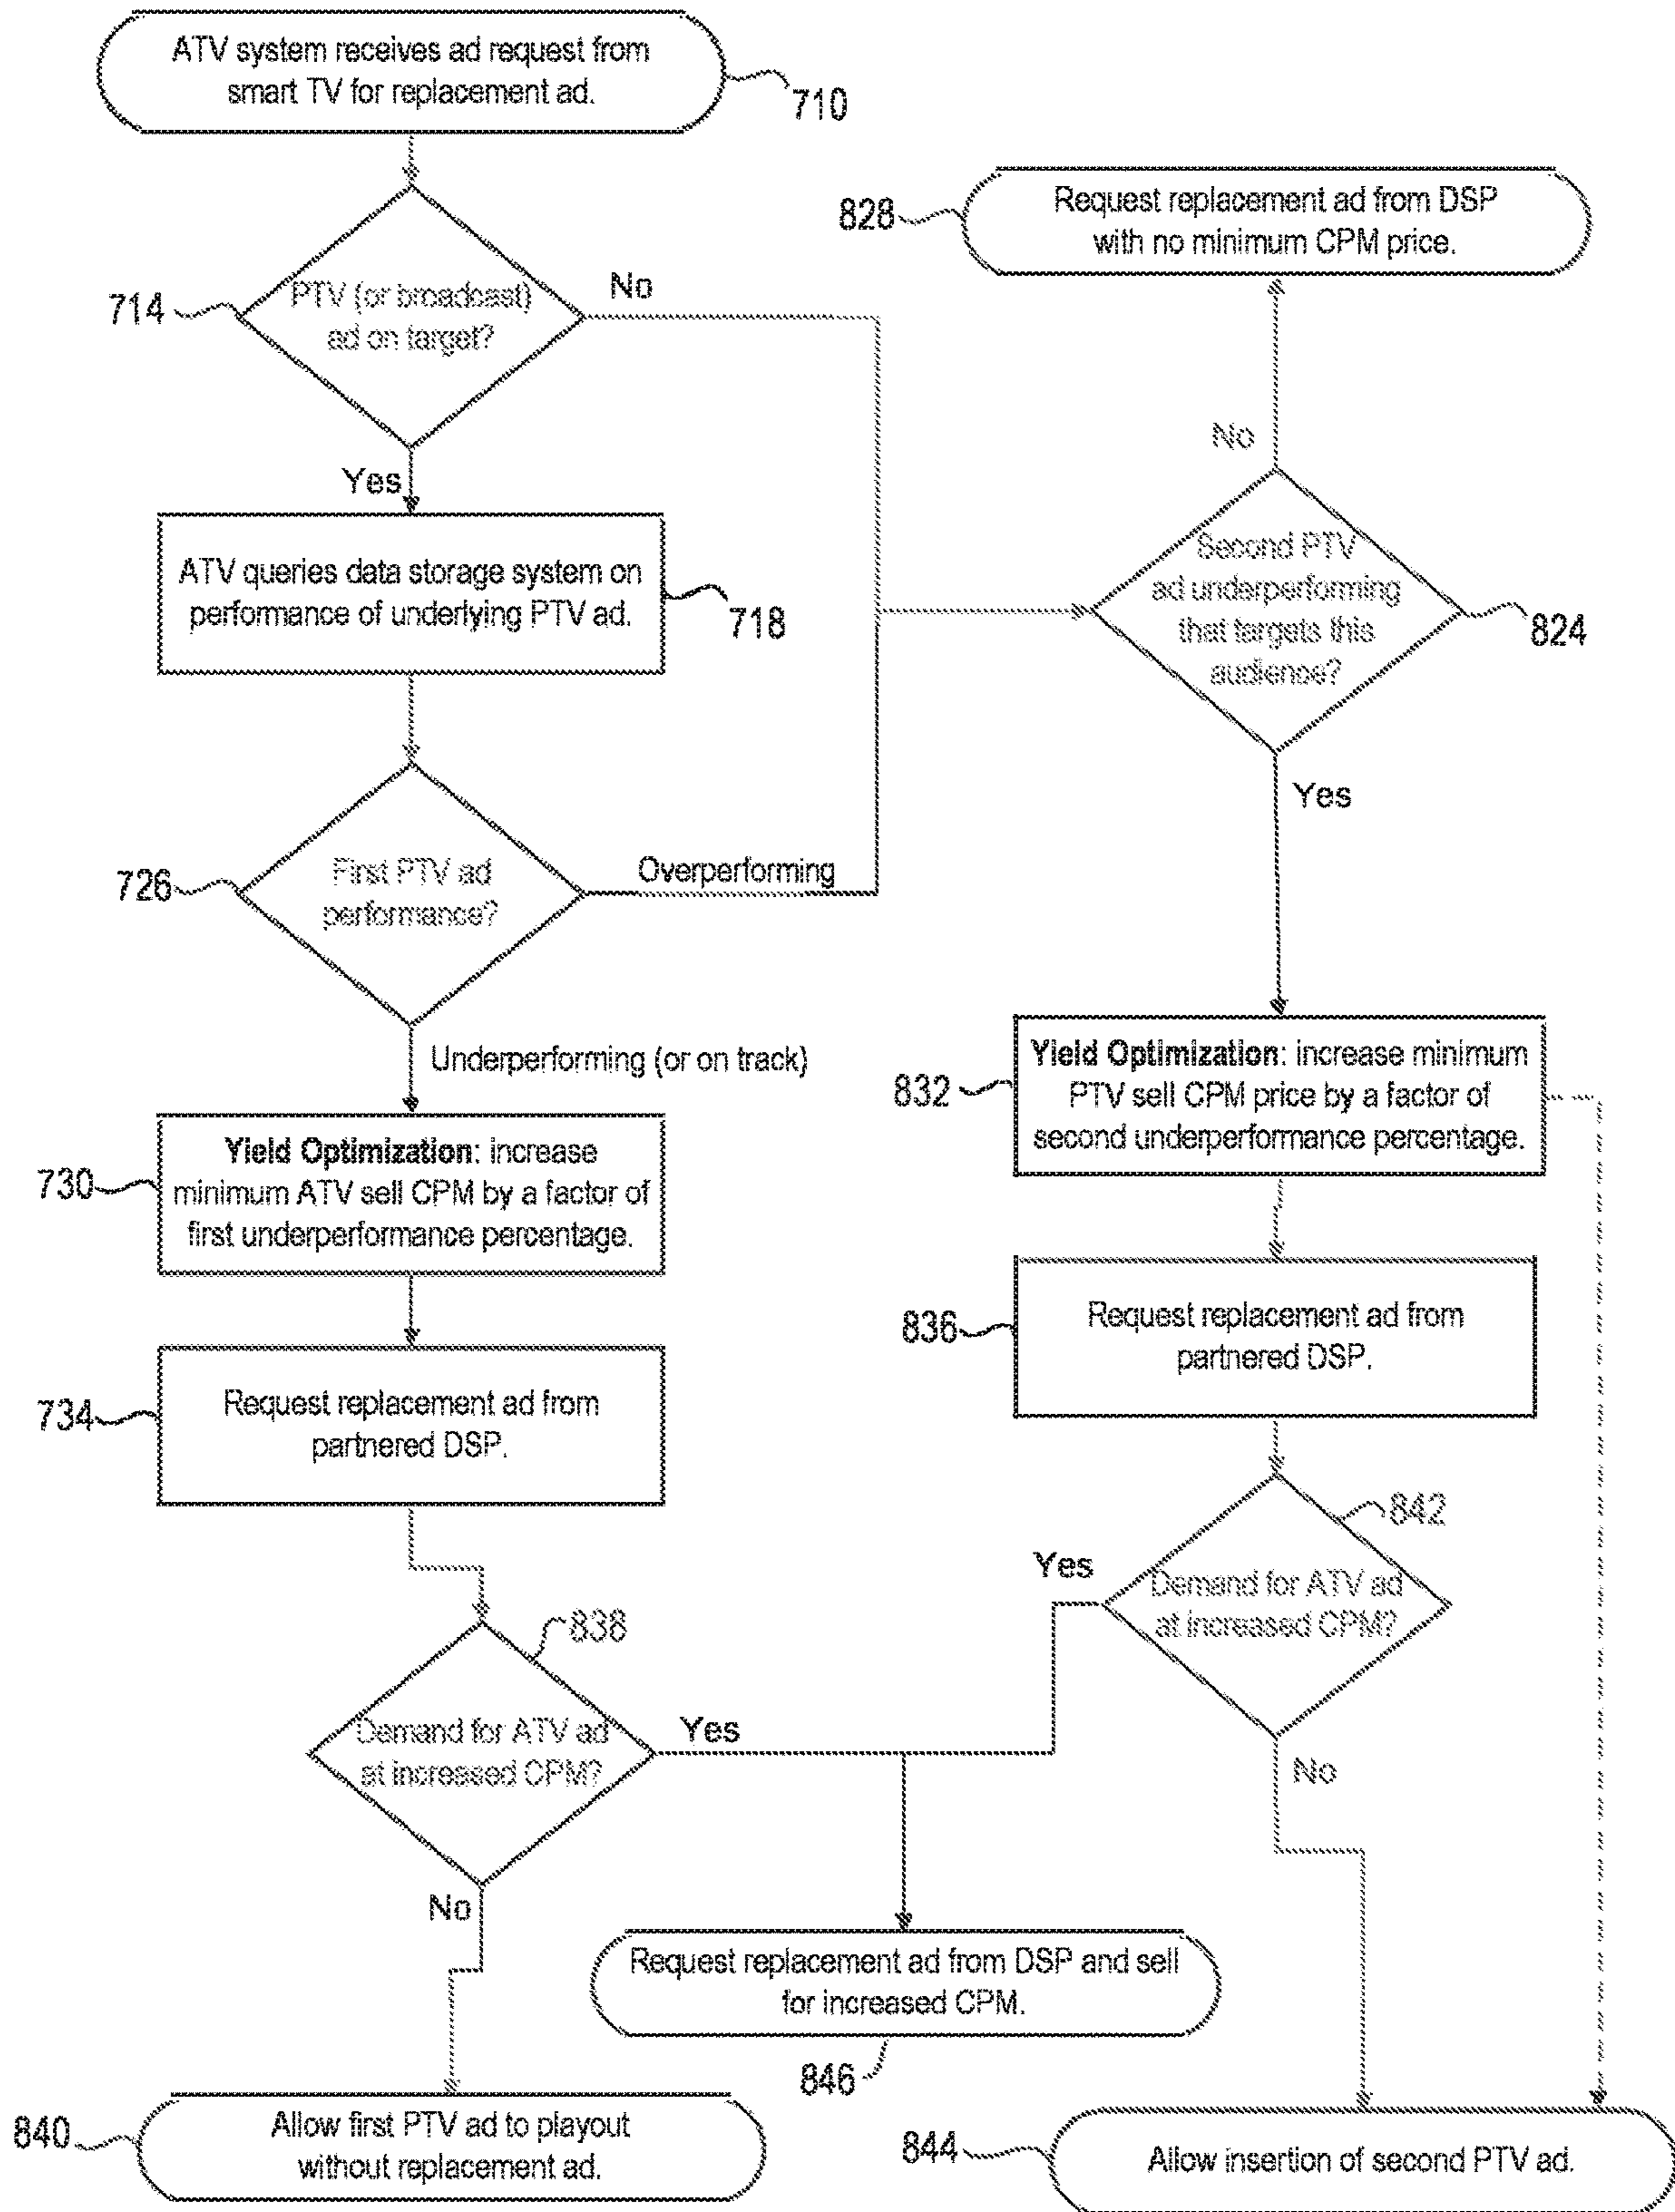 ATV system receives ad request from
smart TV for replacement ad.
710
PTV (or broadcast)
ad on target?
714
No
Yes
ATV queries data storage system on
performance of underlying PTV ad.
718
First PTV ad
performance?
726
Overperforming
Underperforming (or on track)
Yield Optimization: increase
minimum ATV sell CPM by a factor of
first underperformance percentage.
730
Request replacement ad from
partnered DSP.
734
838
Demand for ATV ad
at increased CPM?
Yes
No
840
Allow first PTV ad to playout
without replacement ad.
828
Request replacement ad from DSP
with no minimum CPM price.
No
Second PTV
ad underperforming
that targets this
audience?
824
Yes
832
Yield Optimization: increase minimum
PTV sell CPM price by a factor of
second underperformance percentage.
836
Request replacement ad from
partnered DSP.
842
Demand for ATV ad
at increased CPM?
Yes
No
Request replacement ad from DSP and sell
for increased CPM.
846
844
Allow insertion of second PTV ad.